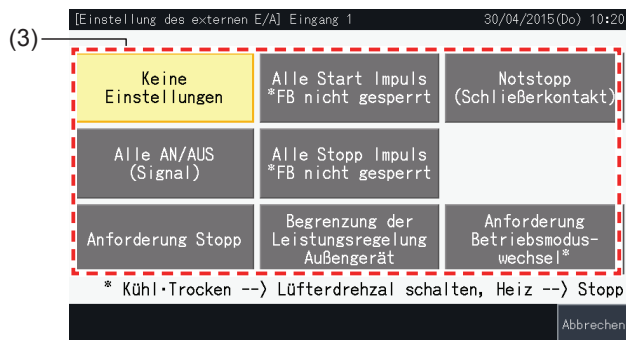 [Einstellung des externen E/A] Eingang 1 30/04/2015(Do) 10:20
(3)
Keine
Einstellungen
Alle Start Impuls
*FB nicht gesperrt
Notstopp
(Schließerkontakt)
Alle AN/AUS
(Signal)
Alle Stopp Impuls
*FB nicht gesperrt
Anforderung Stopp
Begrenzung der
Leistungsregelung
Außengerät
Anforderung
Betriebsmodus-
wechsel*
* Kühl·Trocken --> Lüfterdrehzal schalten, Heiz --> Stopp
Abbrechen